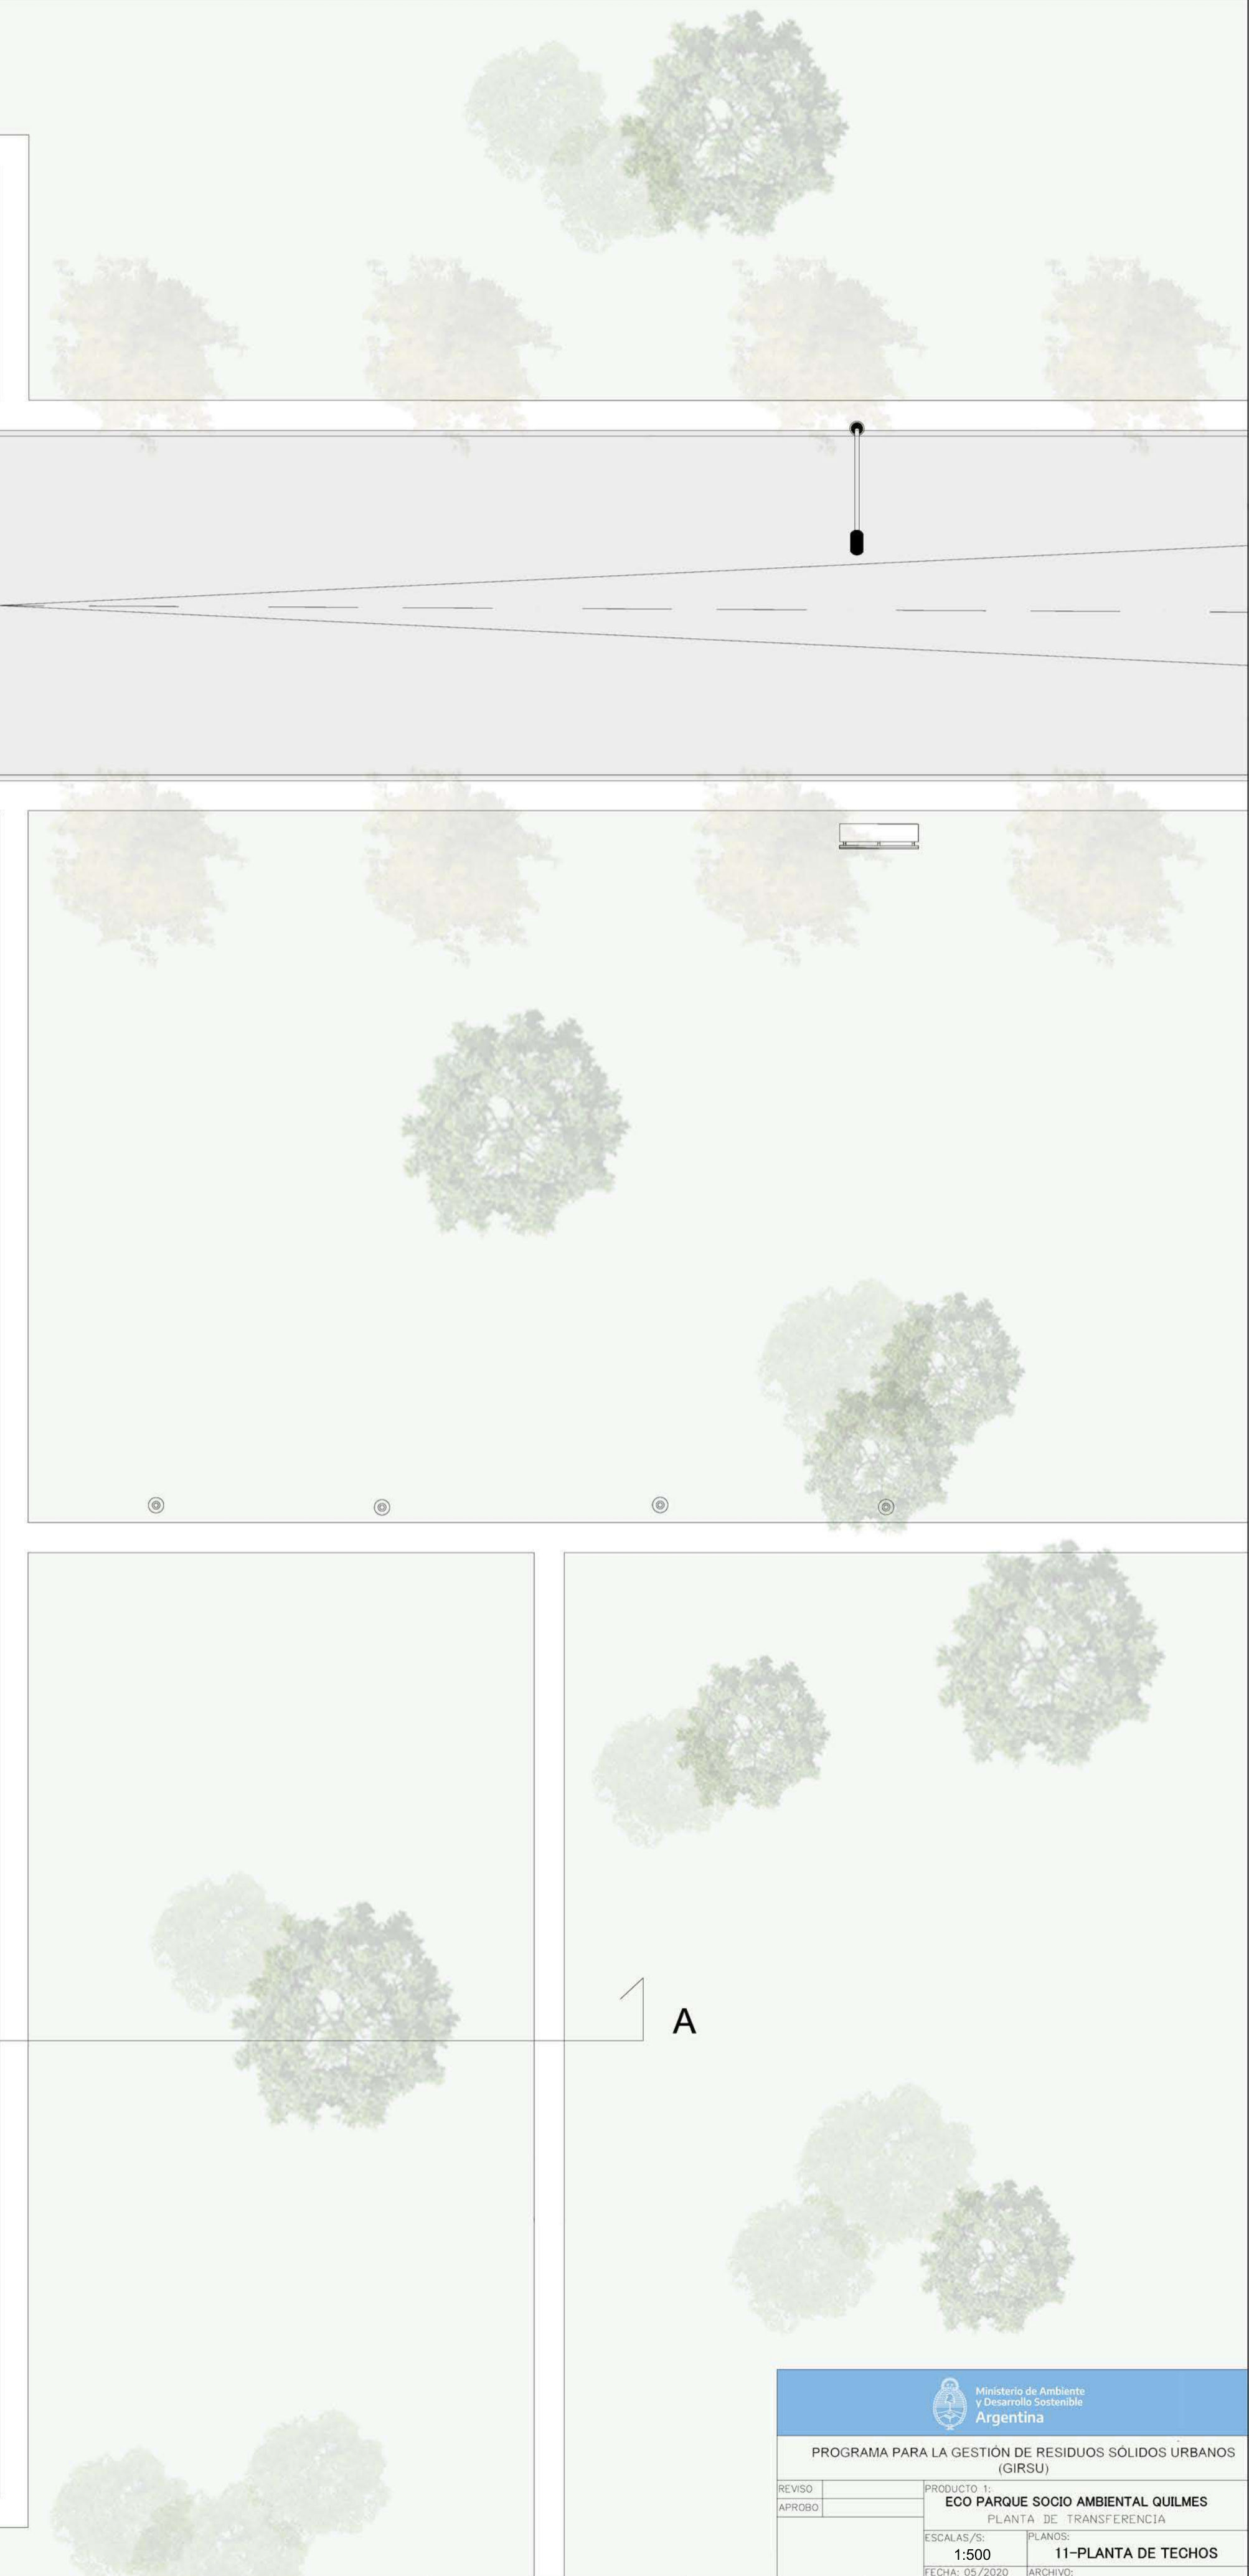 A
Ministerio de Ambiente
y Desarrollo Sostenible
Argentina
PROGRAMA PARA LA GESTIÓN DE RESIDUOS SÓLIDOS URBANOS
(GIRSU)
REVISO
APROBO
PRODUCTO 1:
ECO PARQUE SOCIO AMBIENTAL QUILMES
PLANTA DE TRANSFERENCIA
ESCALAS/S:
1:500
PLANOS:
11-PLANTA DE TECHOS
FECHA: 05/2020
ARCHIVO: